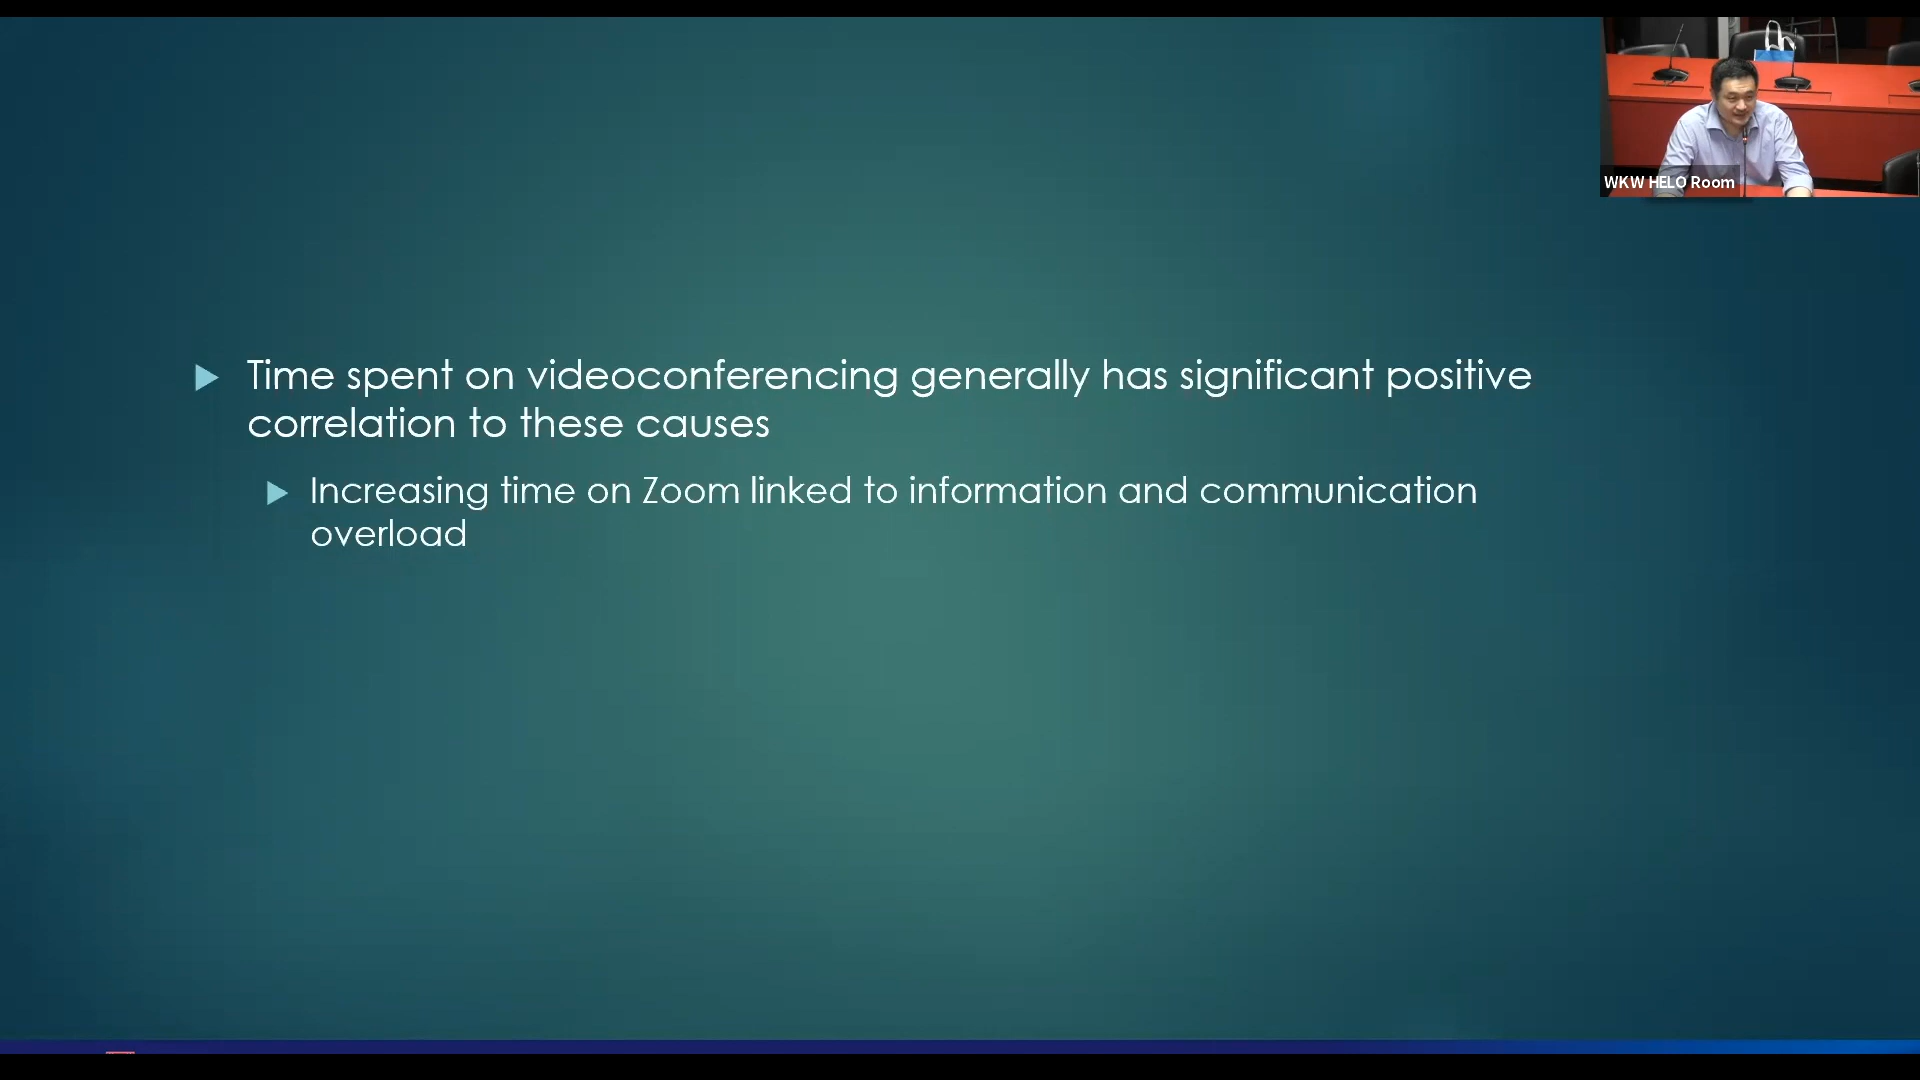 WKW HELO Room
Time spent on videoconferencing generally has significant positive
correlation to these causes
Increasing time on Zoom linked to information and communication
overload